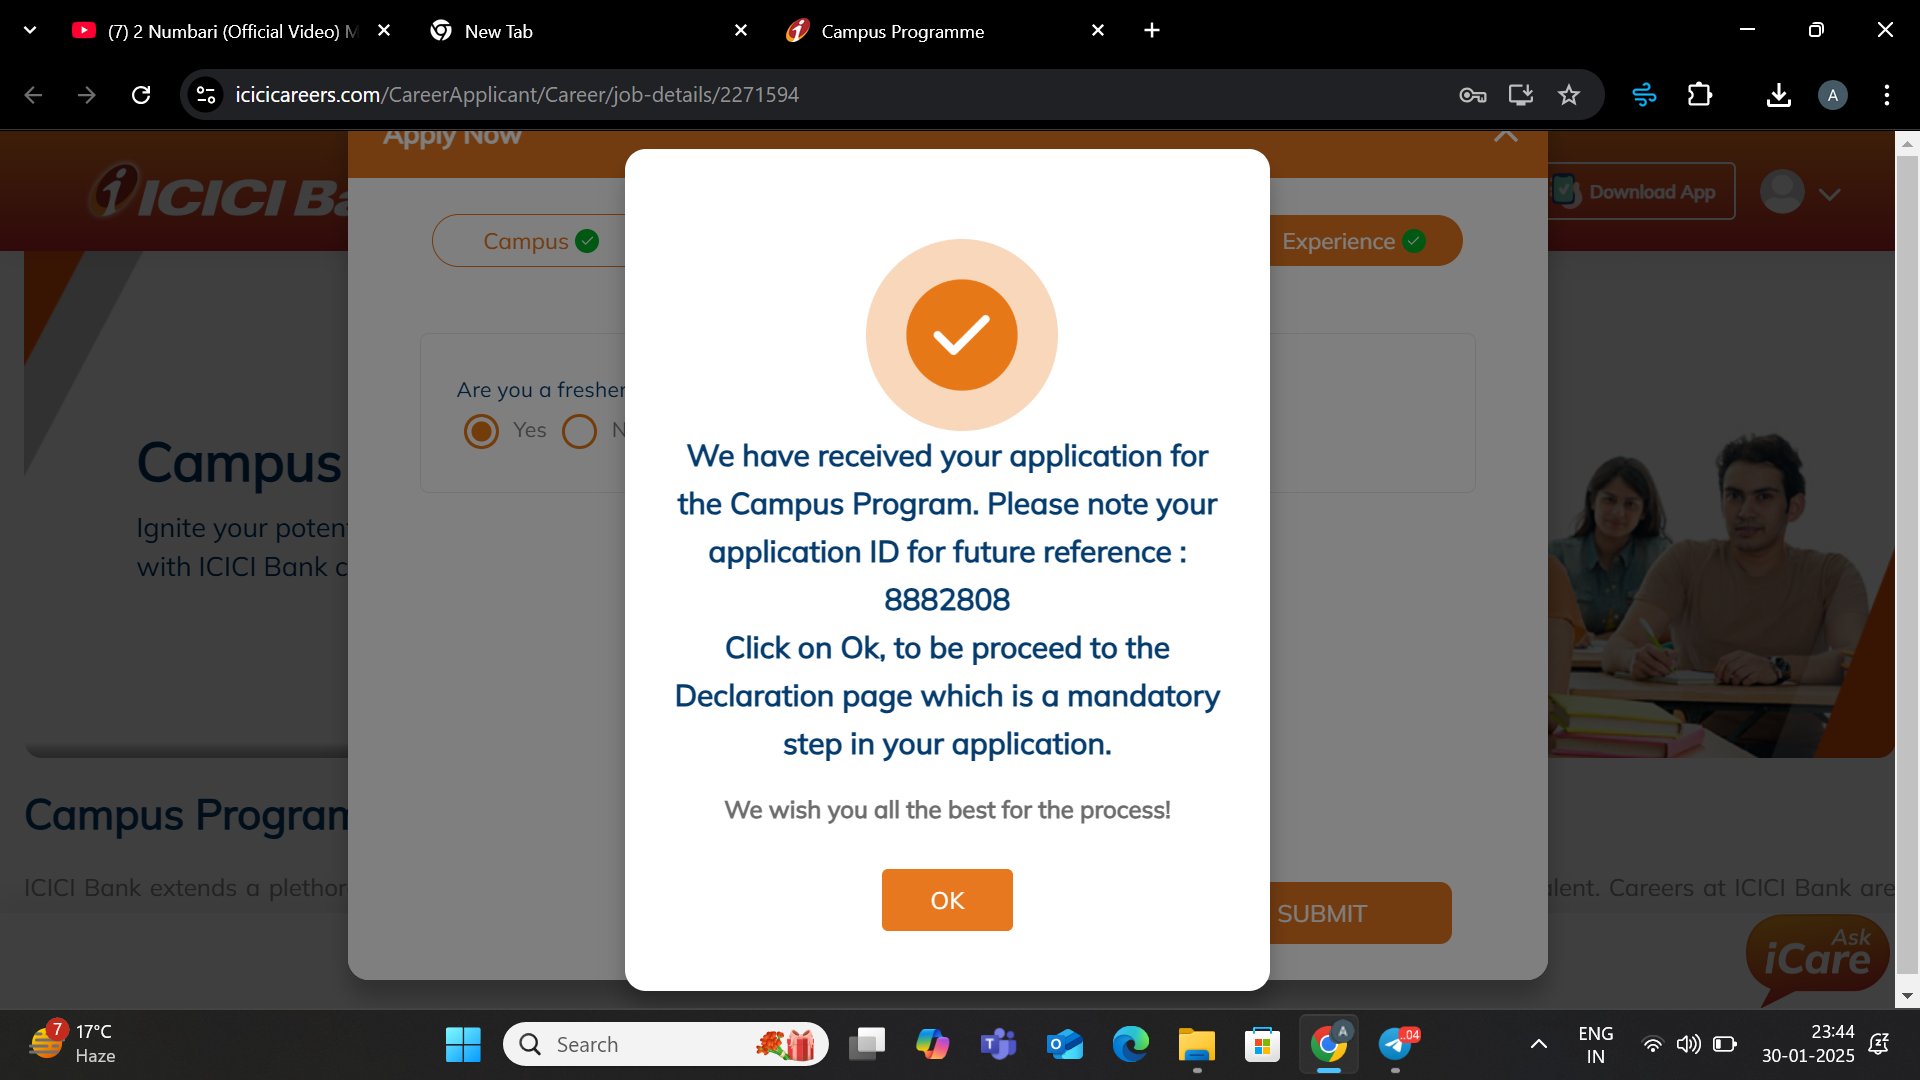 (7) 2 Numbari (Official Video) M
New Tab
Campus Programme
icicicareers.com/CareerApplicant/Career/job-details/2271594
A
Apply Now
ICICI Ba
Download App
Campus
Experience
Are you a fresher
Yes
N
We have received your application for
the Campus Program. Please note your
application ID for future reference :
8882808
Click on Ok, to be proceed to the
Declaration page which is a mandatory
step in your application.
We wish you all the best for the process!
OK
Campus
Ignite your poten
with ICICI Bank c
Campus Program
ICICI Bank extends a plethor
alent. Careers at ICICI Bank are
SUBMIT
Ask
iCare
7
17°C
Haze
Search
A
..04
ENG
IN
23:44
30-01-2025